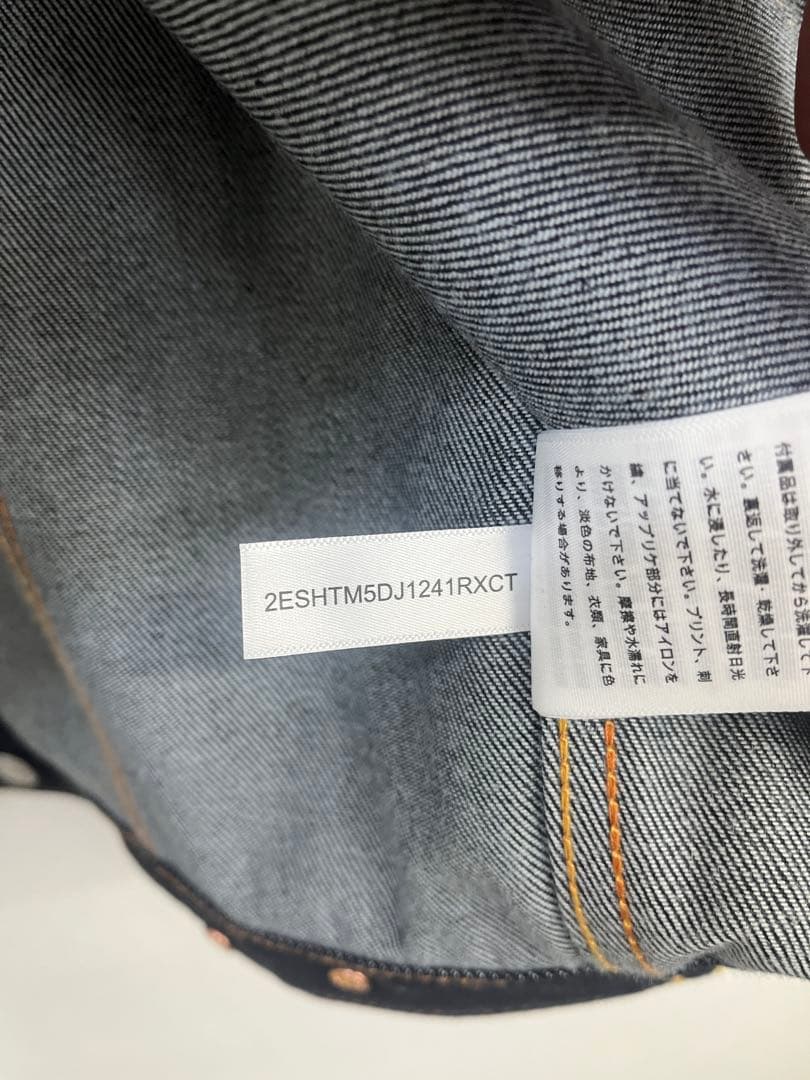 2ESHTM5DJ1241RXCT
付属品は取り外してから洗濯して下
さい。裏返して洗濯・乾燥して下さ
い。水に浸したり、長時間直射日光
に当てないで下さい。プリント、刺
繍、アップリケ部分にはアイロンを
かけないで下さい。摩擦や水濡れに
より、淡色の布地、衣類、家具に色
移りする場合があります。